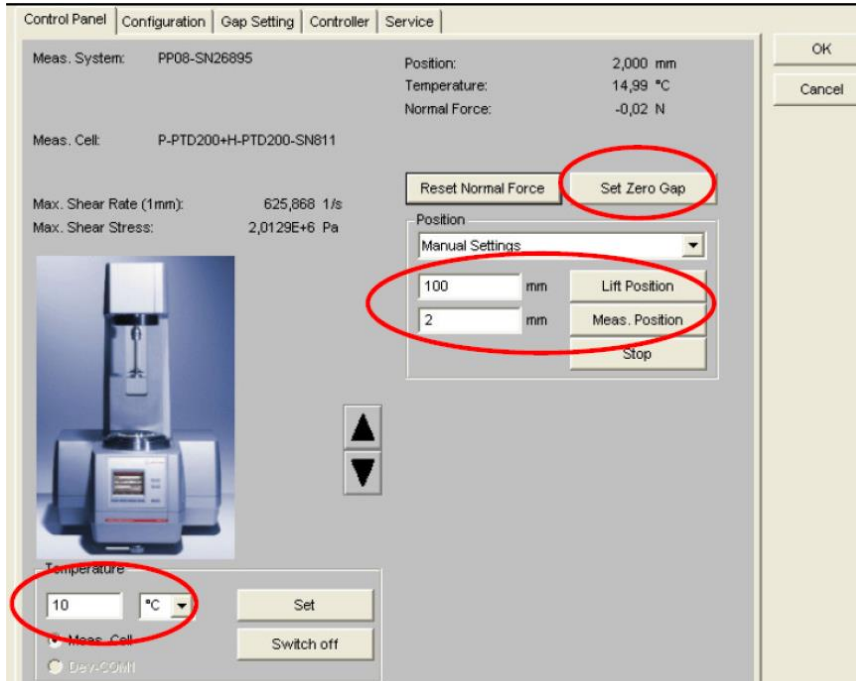 Control Panel Configuration Gap Setting Controller Service
OK
Cancel
Meas. System: PP08-SN26895
Meas. Cell: P-PTD200+H-PTD200-SN811
Max. Shear Rate (1mm): 625,868 1/s
Max. Shear Stress: 2,0129E+6 Pa
Position: 2,000 mm
Temperature: 14,99 °C
Normal Force: -0,02 N
Reset Normal Force Set Zero Gap
Position
Manual Settings
100 mm Lift Position
2 mm Meas. Position
Stop
Temperature
10 °C Set
Meas. Cell Switch off
Dev-COM1